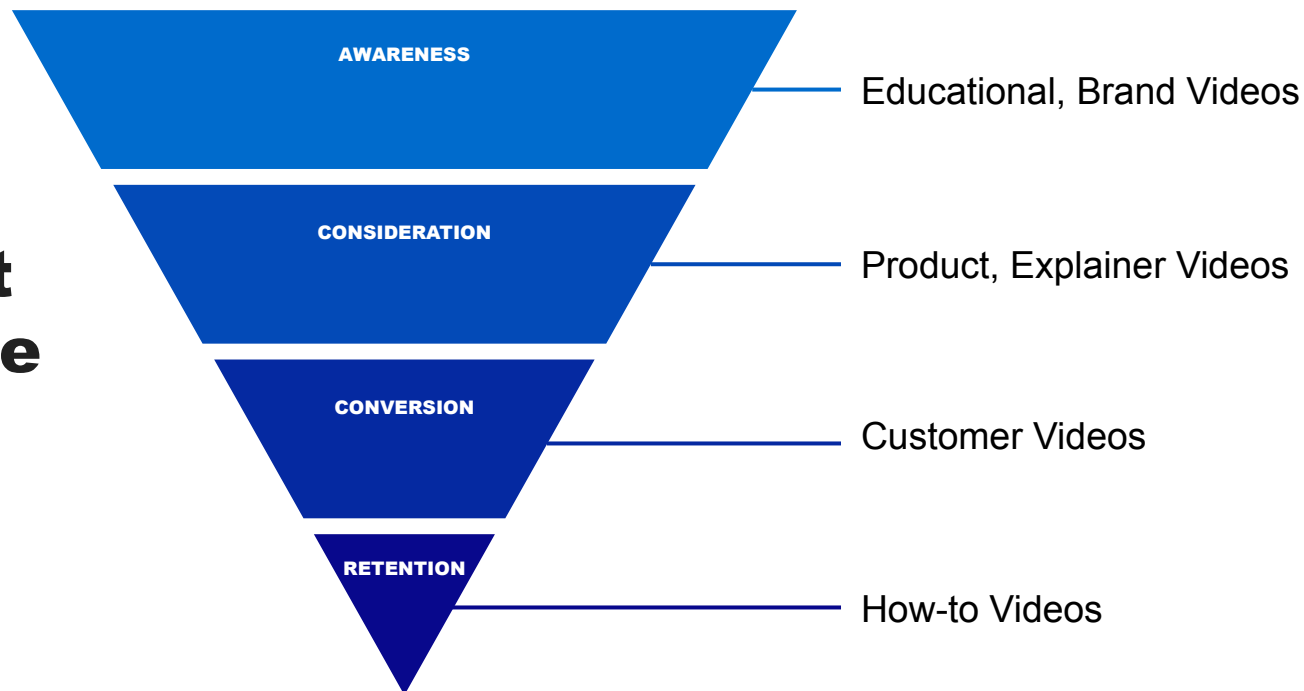 AWARENESS
Educational, Brand Videos
CONSIDERATION
Product, Explainer Videos
t
e
CONVERSION
Customer Videos
RETENTION
How-to Videos